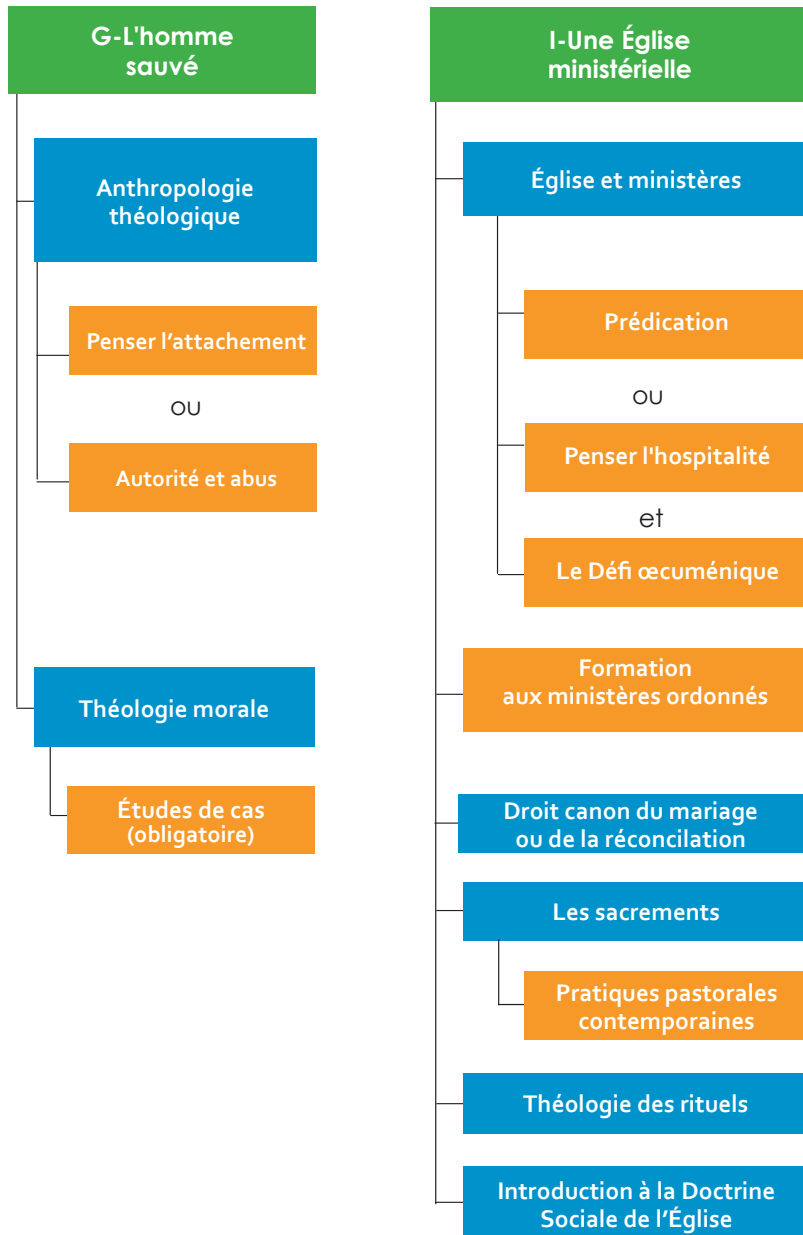 G-L'homme
sauvé
Anthropologie
théologique
Penser l'attachement
ou
Autorité et abus
Théologie morale
Études de cas
(obligatoire)
I-Une Église
ministérielle
Église et ministères
Prédication
ou
Penser l'hospitalité
et
Le Défi œcuménique
Formation
aux ministères ordonnés
Droit canon du mariage
ou de la réconcilation
Les sacrements
Pratiques pastorales
contemporaines
Théologie des rituels
Introduction à la Doctrine
Sociale de l'Église